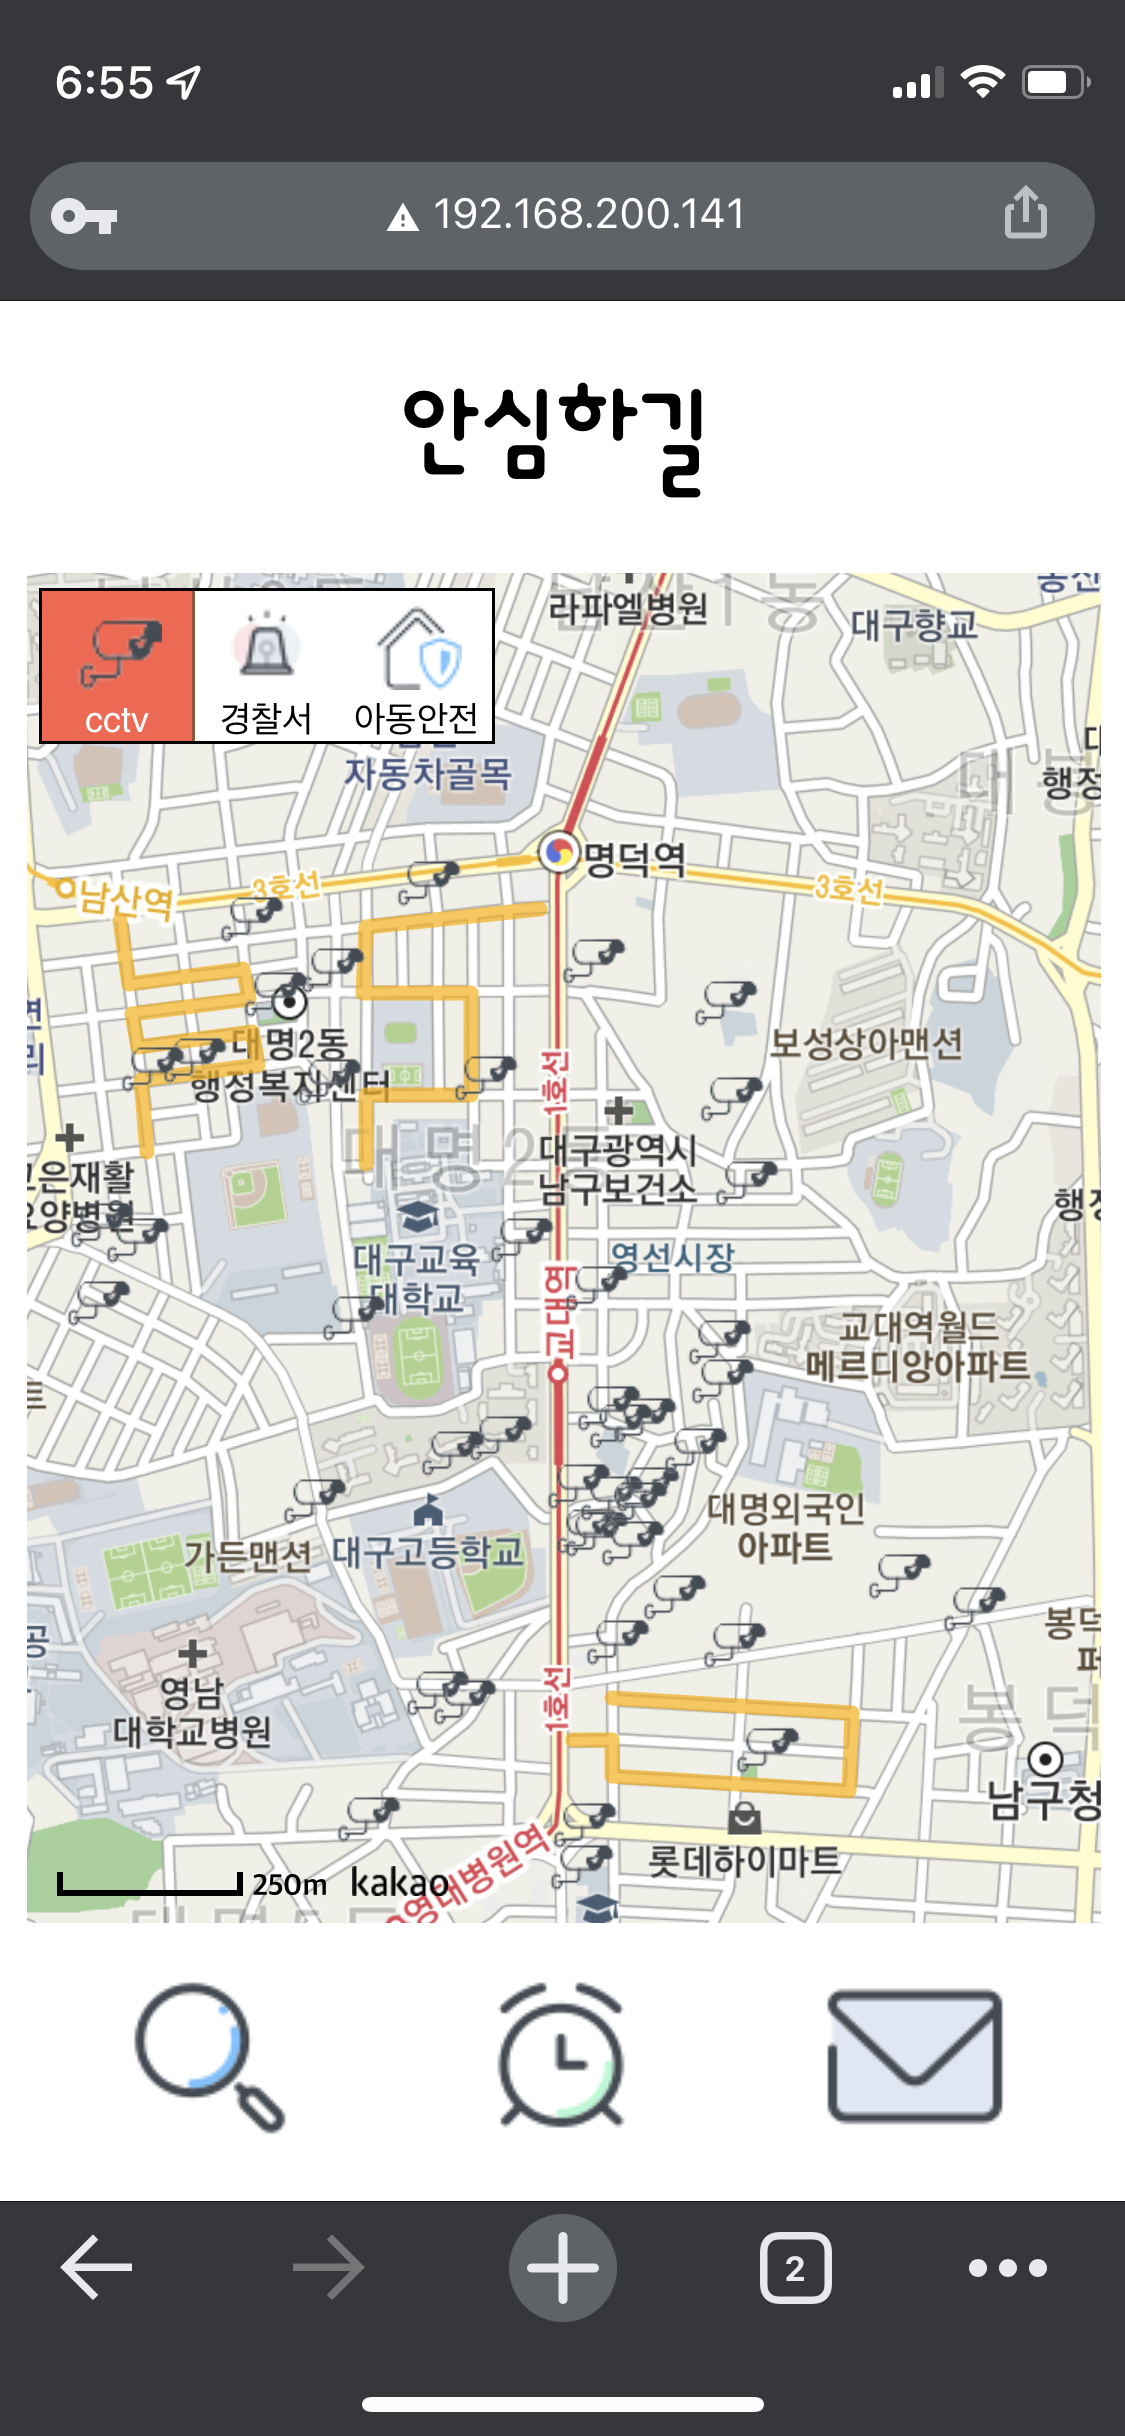 6:55
192.168.200.141
안심하길
cctv
경찰서
아동안전
라파엘병원
대구향교
자동차골목
명덕역
남산역
3호선
3호선
대명2동
행정복지센터
보성상아맨션
1호선
대구광역시
남구보건소
대명2동
대구교육
대학교
영선시장
교대역
교대역월드
메르디앙아파트
대명외국인
아파트
가든맨션
대구고등학교
영남
대학교병원
1호선
봉덕
남구청
롯데하이마트
영대병원역
250m
kakao
2